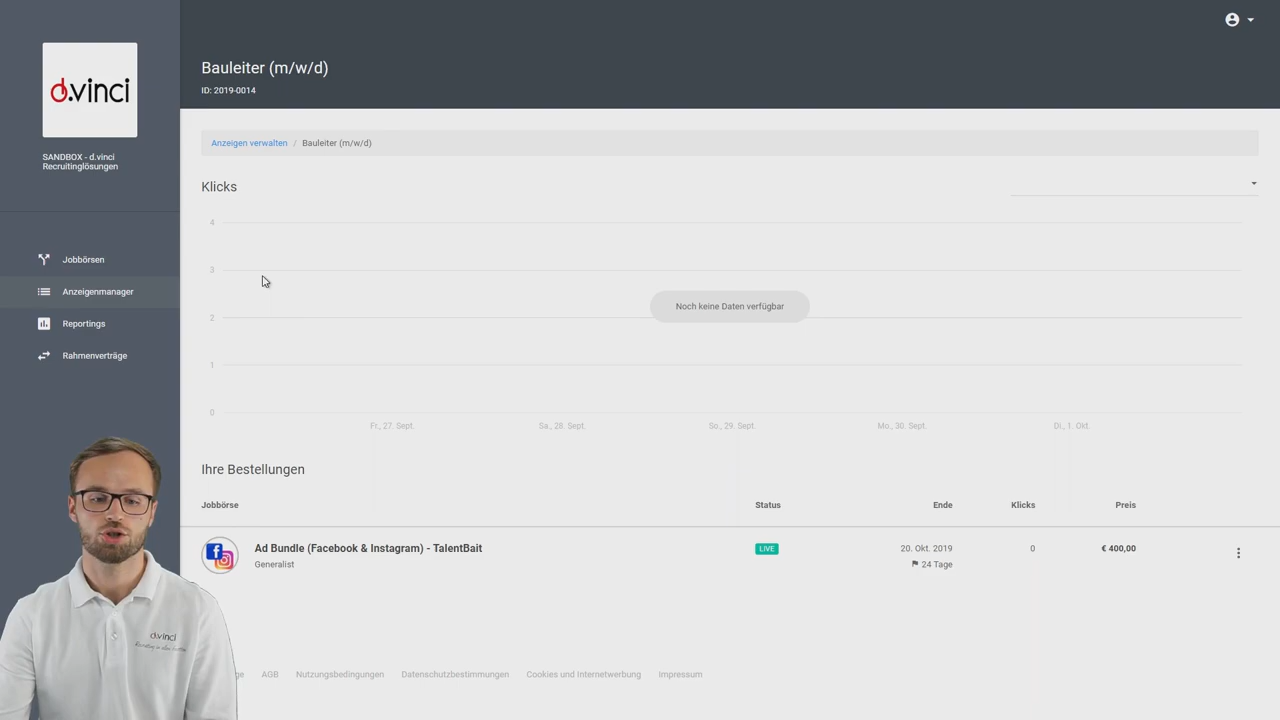 Bauleiter (m/w/d)
ID: 2019-0014
d.vinci
SANDBOX - d.vinci
Recruitinglösungen
Jobbörsen
Anzeigenmanager
Reportings
Rahmenverträge
Anzeigen verwalten / Bauleiter (m/w/d)
Klicks
4
3
2
1
0
Noch keine Daten verfügbar
Fr., 27. Sept. Sa., 28. Sept. So., 29. Sept. Mo., 30. Sept. Di., 1. Okt.
Ihre Bestellungen
Jobbörse Status Ende Klicks Preis
Ad Bundle (Facebook & Instagram) - TalentBait LIVE 20. Okt. 2019 0 € 400,00
Generalist 24 Tage
d.vinci
AGB Nutzungsbedingungen Datenschutzbestimmungen Cookies und Internetwerbung Impressum